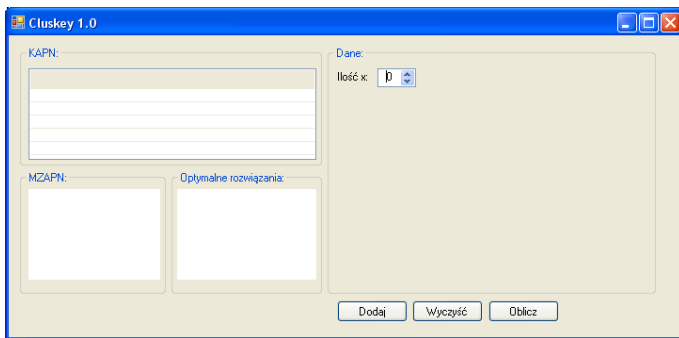 Cluskey 1.0
KAPN:
Dane:
Ilość x: 0
MZAPN:
Optymalne rozwiązania:
Dodaj
Wyczyść
Oblicz